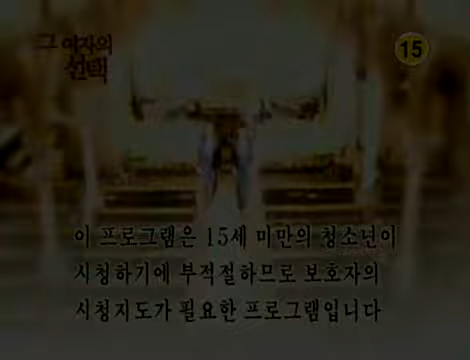 그 여자의
선택
15
이 프로그램은 15세 미만의 청소년이
시청하기에 부적절하므로 보호자의
시청지도가 필요한 프로그램입니다